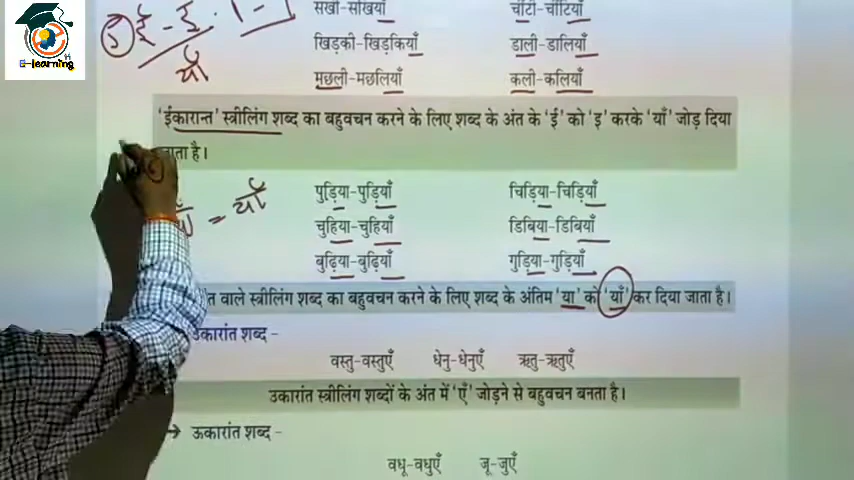 सखी-सखियाँ चींटी-चींटियाँ
खिड़की-खिड़कियाँ डाली-डालियाँ
मछली-मछलियाँ कली-कलियाँ
'ईकारान्त' स्त्रीलिंग शब्द का बहुवचन करने के लिए शब्द के अंत के 'ई' को 'इ' करके 'याँ' जोड़ दिया
जाता है।
पुड़िया-पुड़ियाँ चिड़िया-चिड़ियाँ
चुहिया-चुहियाँ डिबिया-डिबियाँ
बुढ़िया-बुढ़ियाँ गुड़िया-गुड़ियाँ
वाले स्त्रीलिंग शब्द का बहुवचन करने के लिए शब्द के अंतिम 'या' को 'याँ' कर दिया जाता है।
उकारांत शब्द -
वस्तु-वस्तुएँ धेनु-धेनुएँ ऋतु-ऋतुएँ
उकारांत स्त्रीलिंग शब्दों के अंत में 'एँ' जोड़ने से बहुवचन बनता है।
→ ऊकारांत शब्द -
वधू-वधुएँ जू-जुएँ
ई - इ
याँ
= याँ
E-learning